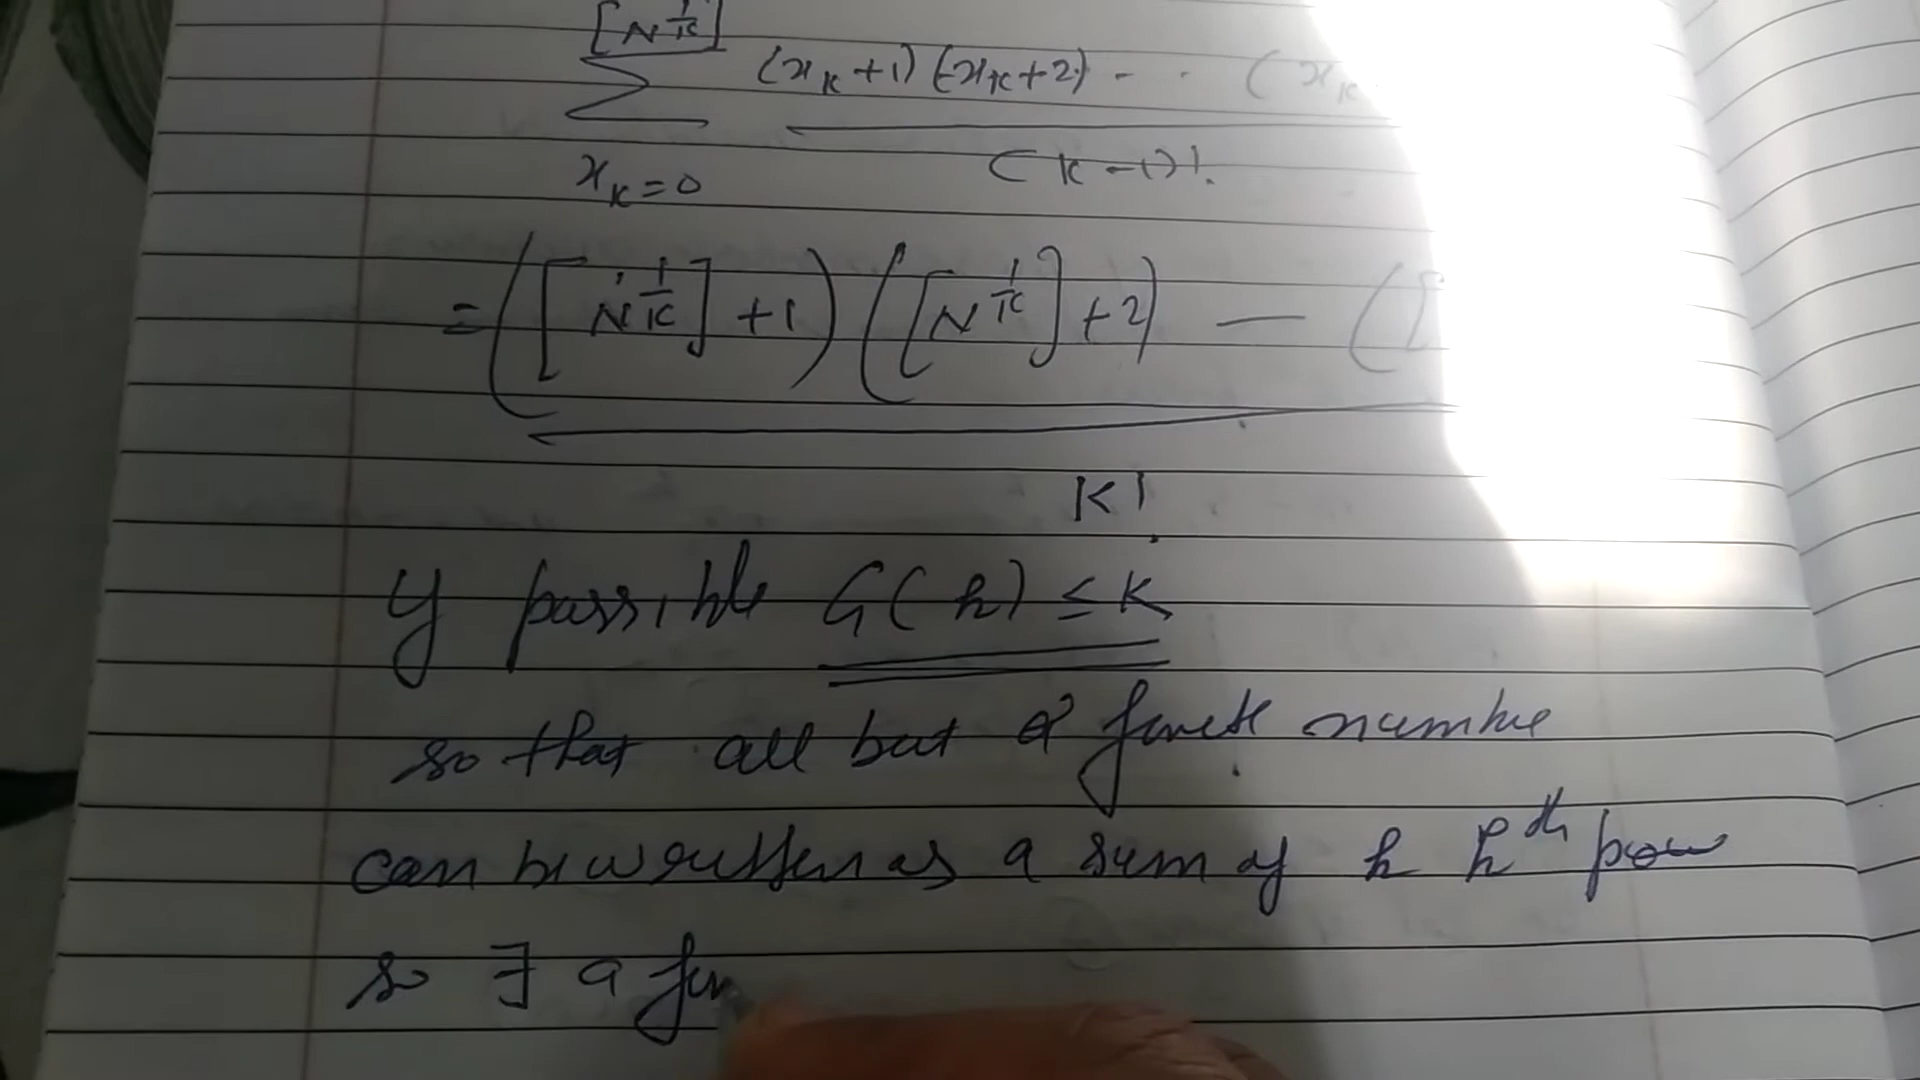 [N^{1/k}]
∑ (x_k+1)(x_k+2) - - (x_k
x_k=0 (k-1)!
= ([N^{1/k}]+1) ([N^{1/k}]+2) — ([
k!
If possible G(k) ≤ k
so that all but a finite number
can be written as a sum of k k^th pow
so ∃ a fin